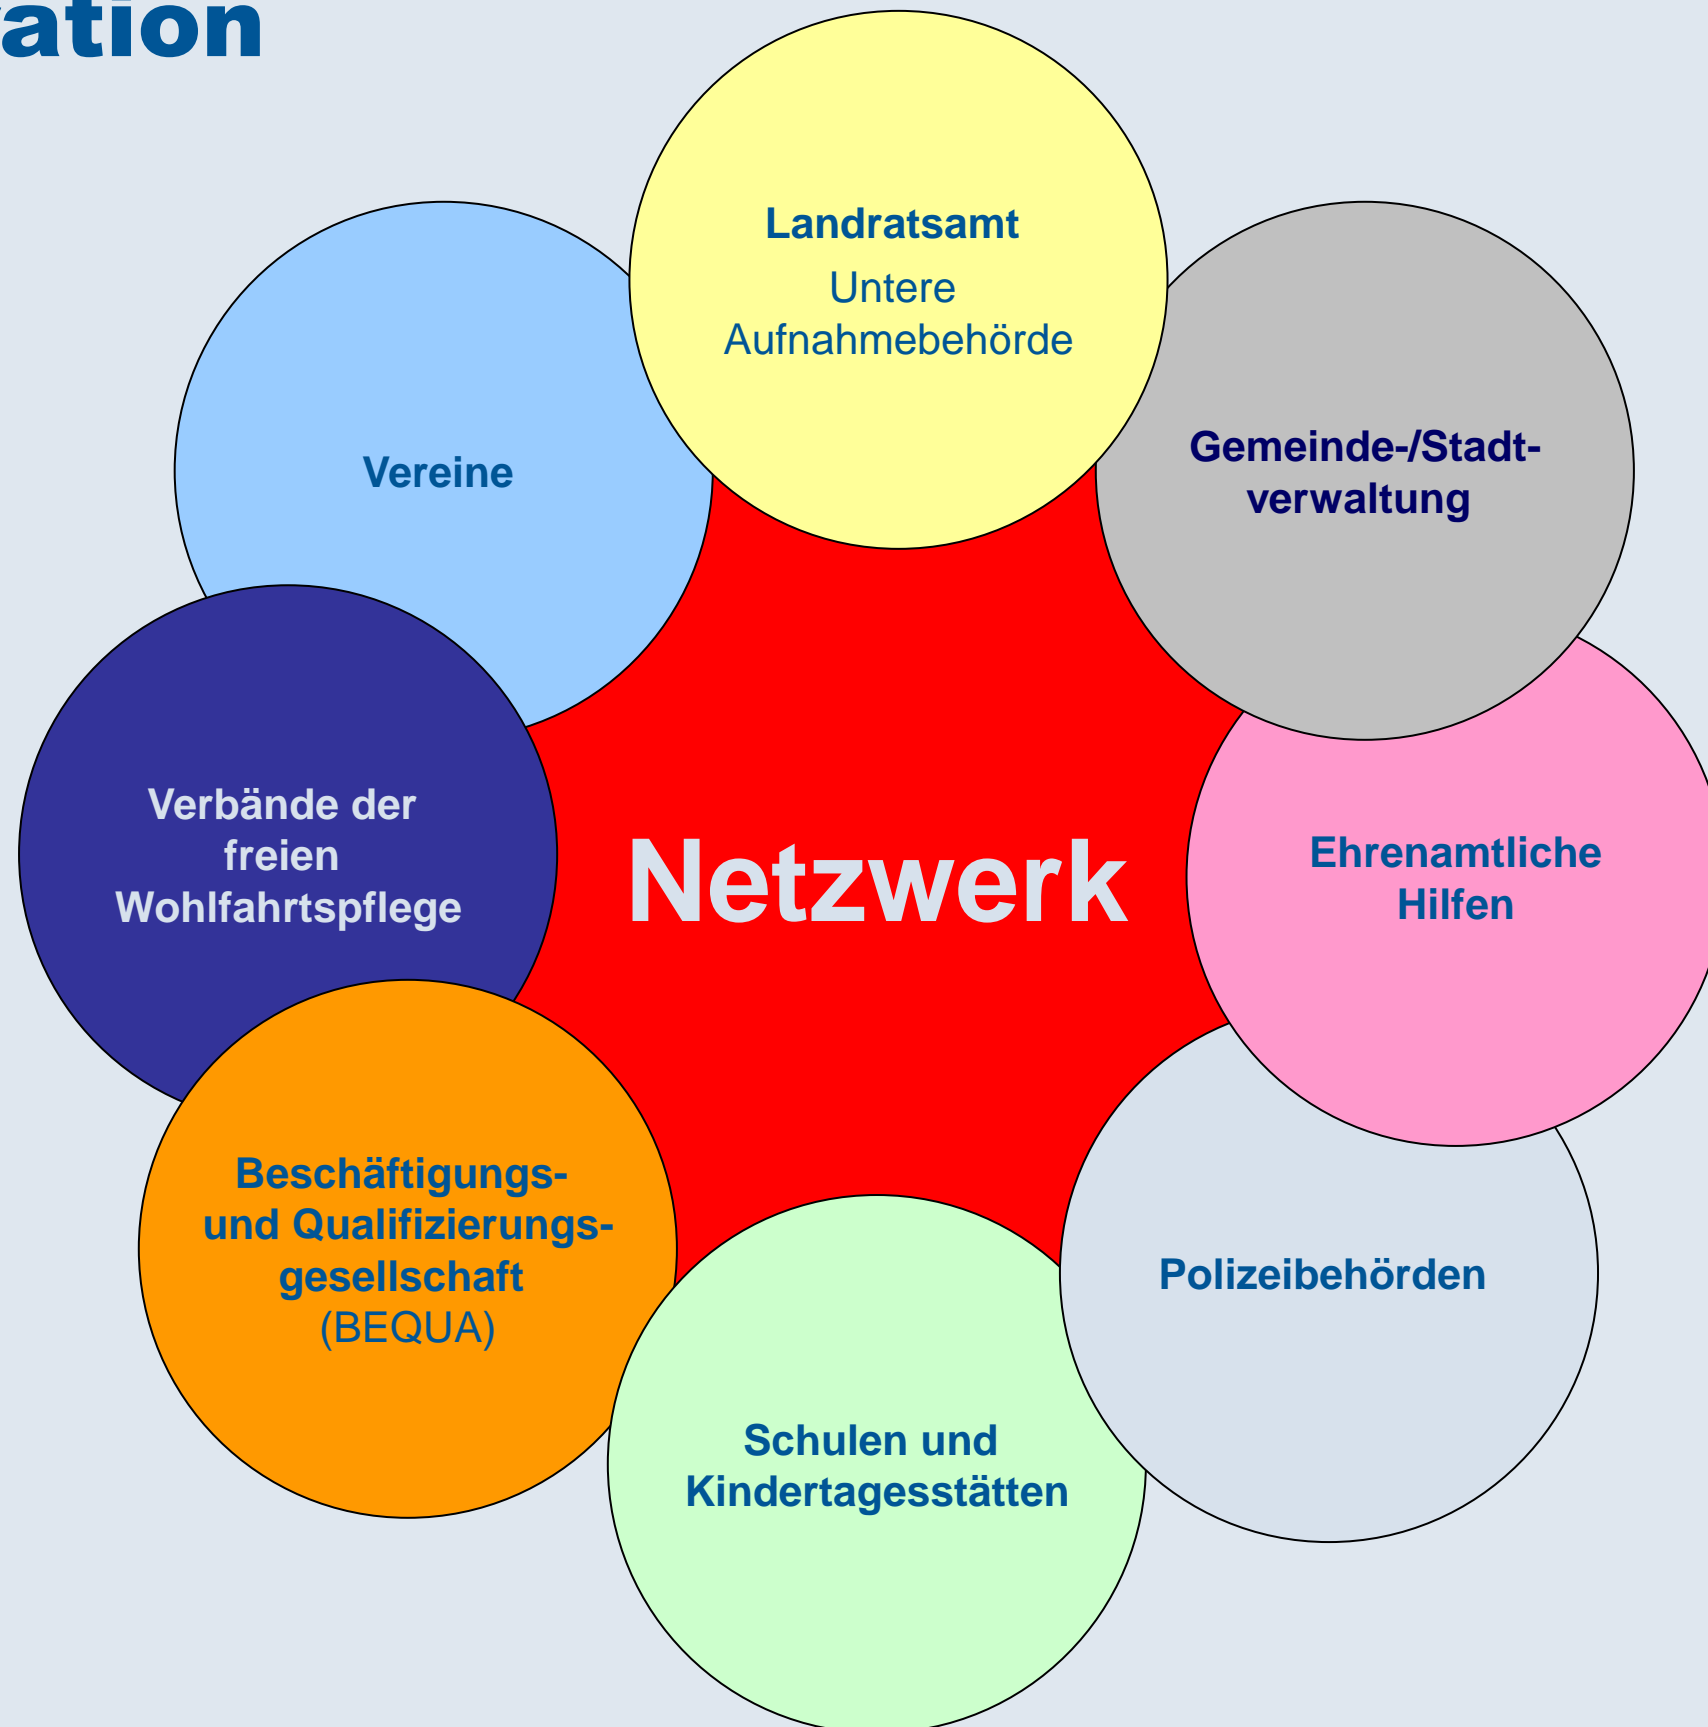 ation
Landratsamt
Untere
Aufnahmebehörde
Gemeinde-/Stadt-
verwaltung
Vereine
Verbände der
freien
Wohlfahrtspflege
Netzwerk
Ehrenamtliche
Hilfen
Beschäftigungs-
und Qualifizierungs-
gesellschaft
(BEQUA)
Polizeibehörden
Schulen und
Kindertagesstätten